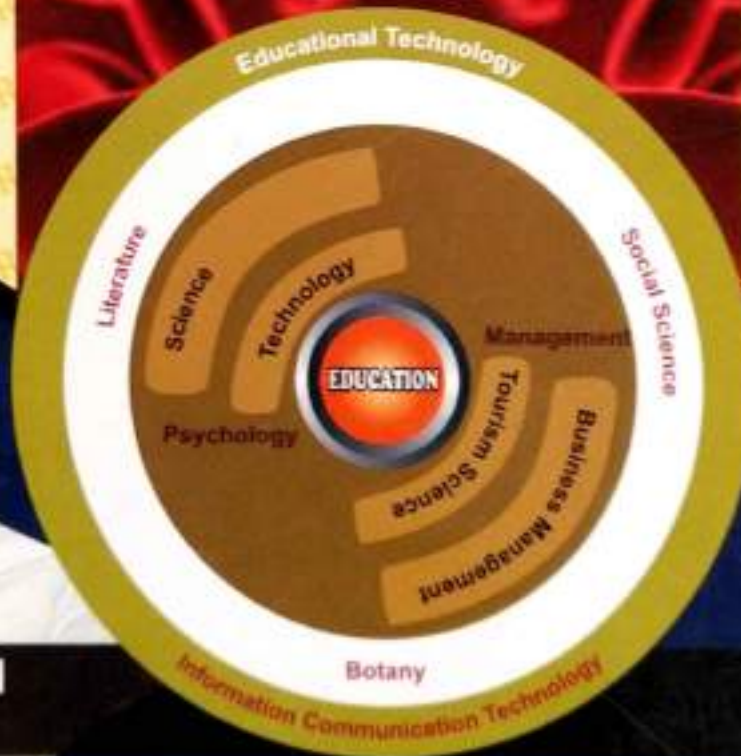 Educational Technology
Literature
Social Science
Science
Technology
Management
EDUCATION
Psychology
Tourism Science
Business Management
Botany
Information Communication Technology